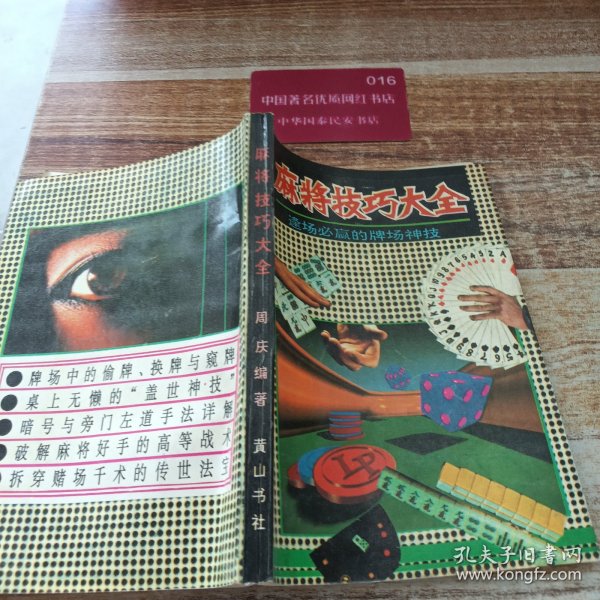 016
中国著名优质网红书店
中华国泰民安书店
麻将技巧大全
逢场必赢的牌场神技
麻将技巧大全
周庆编著
黄山书社
●牌场中的偷牌、换牌与窥牌
●桌上无懒的“盖世神技”
●暗号与旁门左道手法详解
●破解麻将好手的高等战术
●拆穿赌场千术的传世法宝
LP
孔夫子旧书网
www.kongfz.com